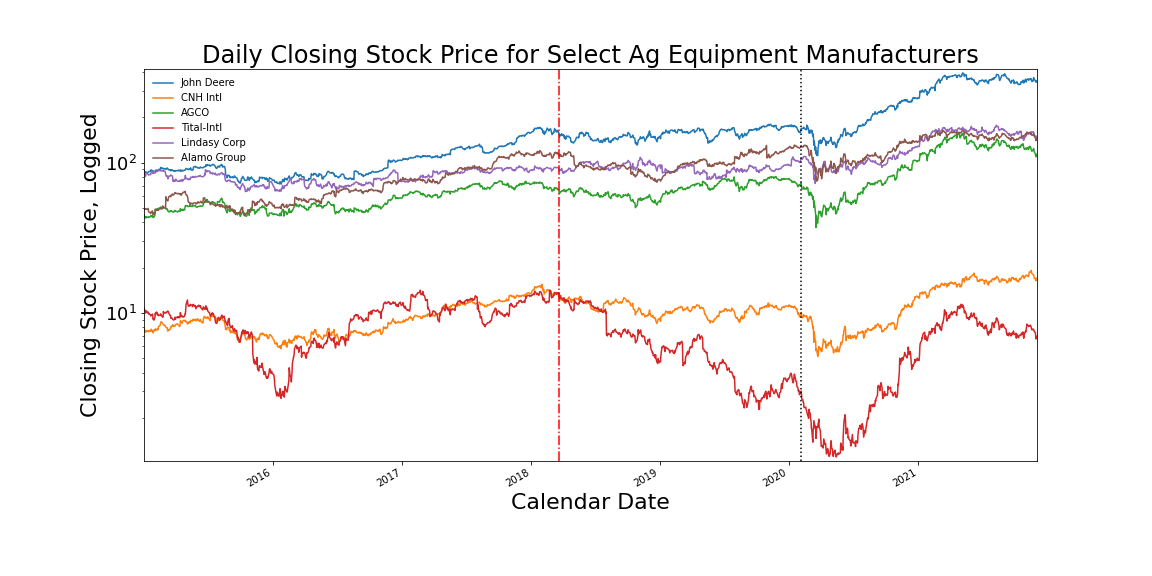 Daily Closing Stock Price for Select Ag Equipment Manufacturers
John Deere
CNH Intl
AGCO
Tital-Intl
Lindasy Corp
Alamo Group
Closing Stock Price, Logged
10²
10¹
2016
2017
2018
2019
2020
2021
Calendar Date